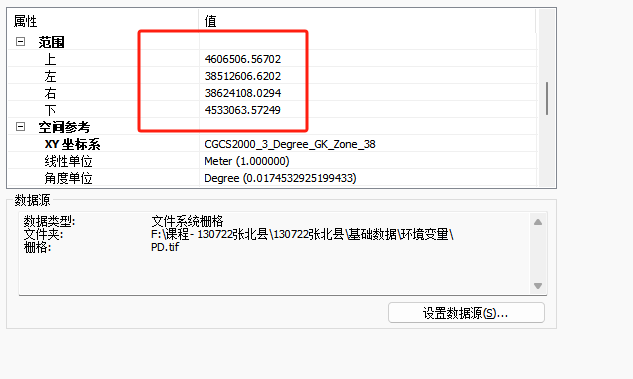 属性 值
范围
上 4606506.56702
左 38512606.6202
右 38624108.0294
下 4533063.57249
空间参考
XY 坐标系 CGCS2000_3_Degree_GK_Zone_38
线性单位 Meter (1.000000)
角度单位 Degree (0.0174532925199433)
数据源
数据类型: 文件系统栅格
文件夹: F:\课程- 130722张北县\130722张北县\基础数据\环境变量\
栅格: PD.tif
设置数据源(S)...